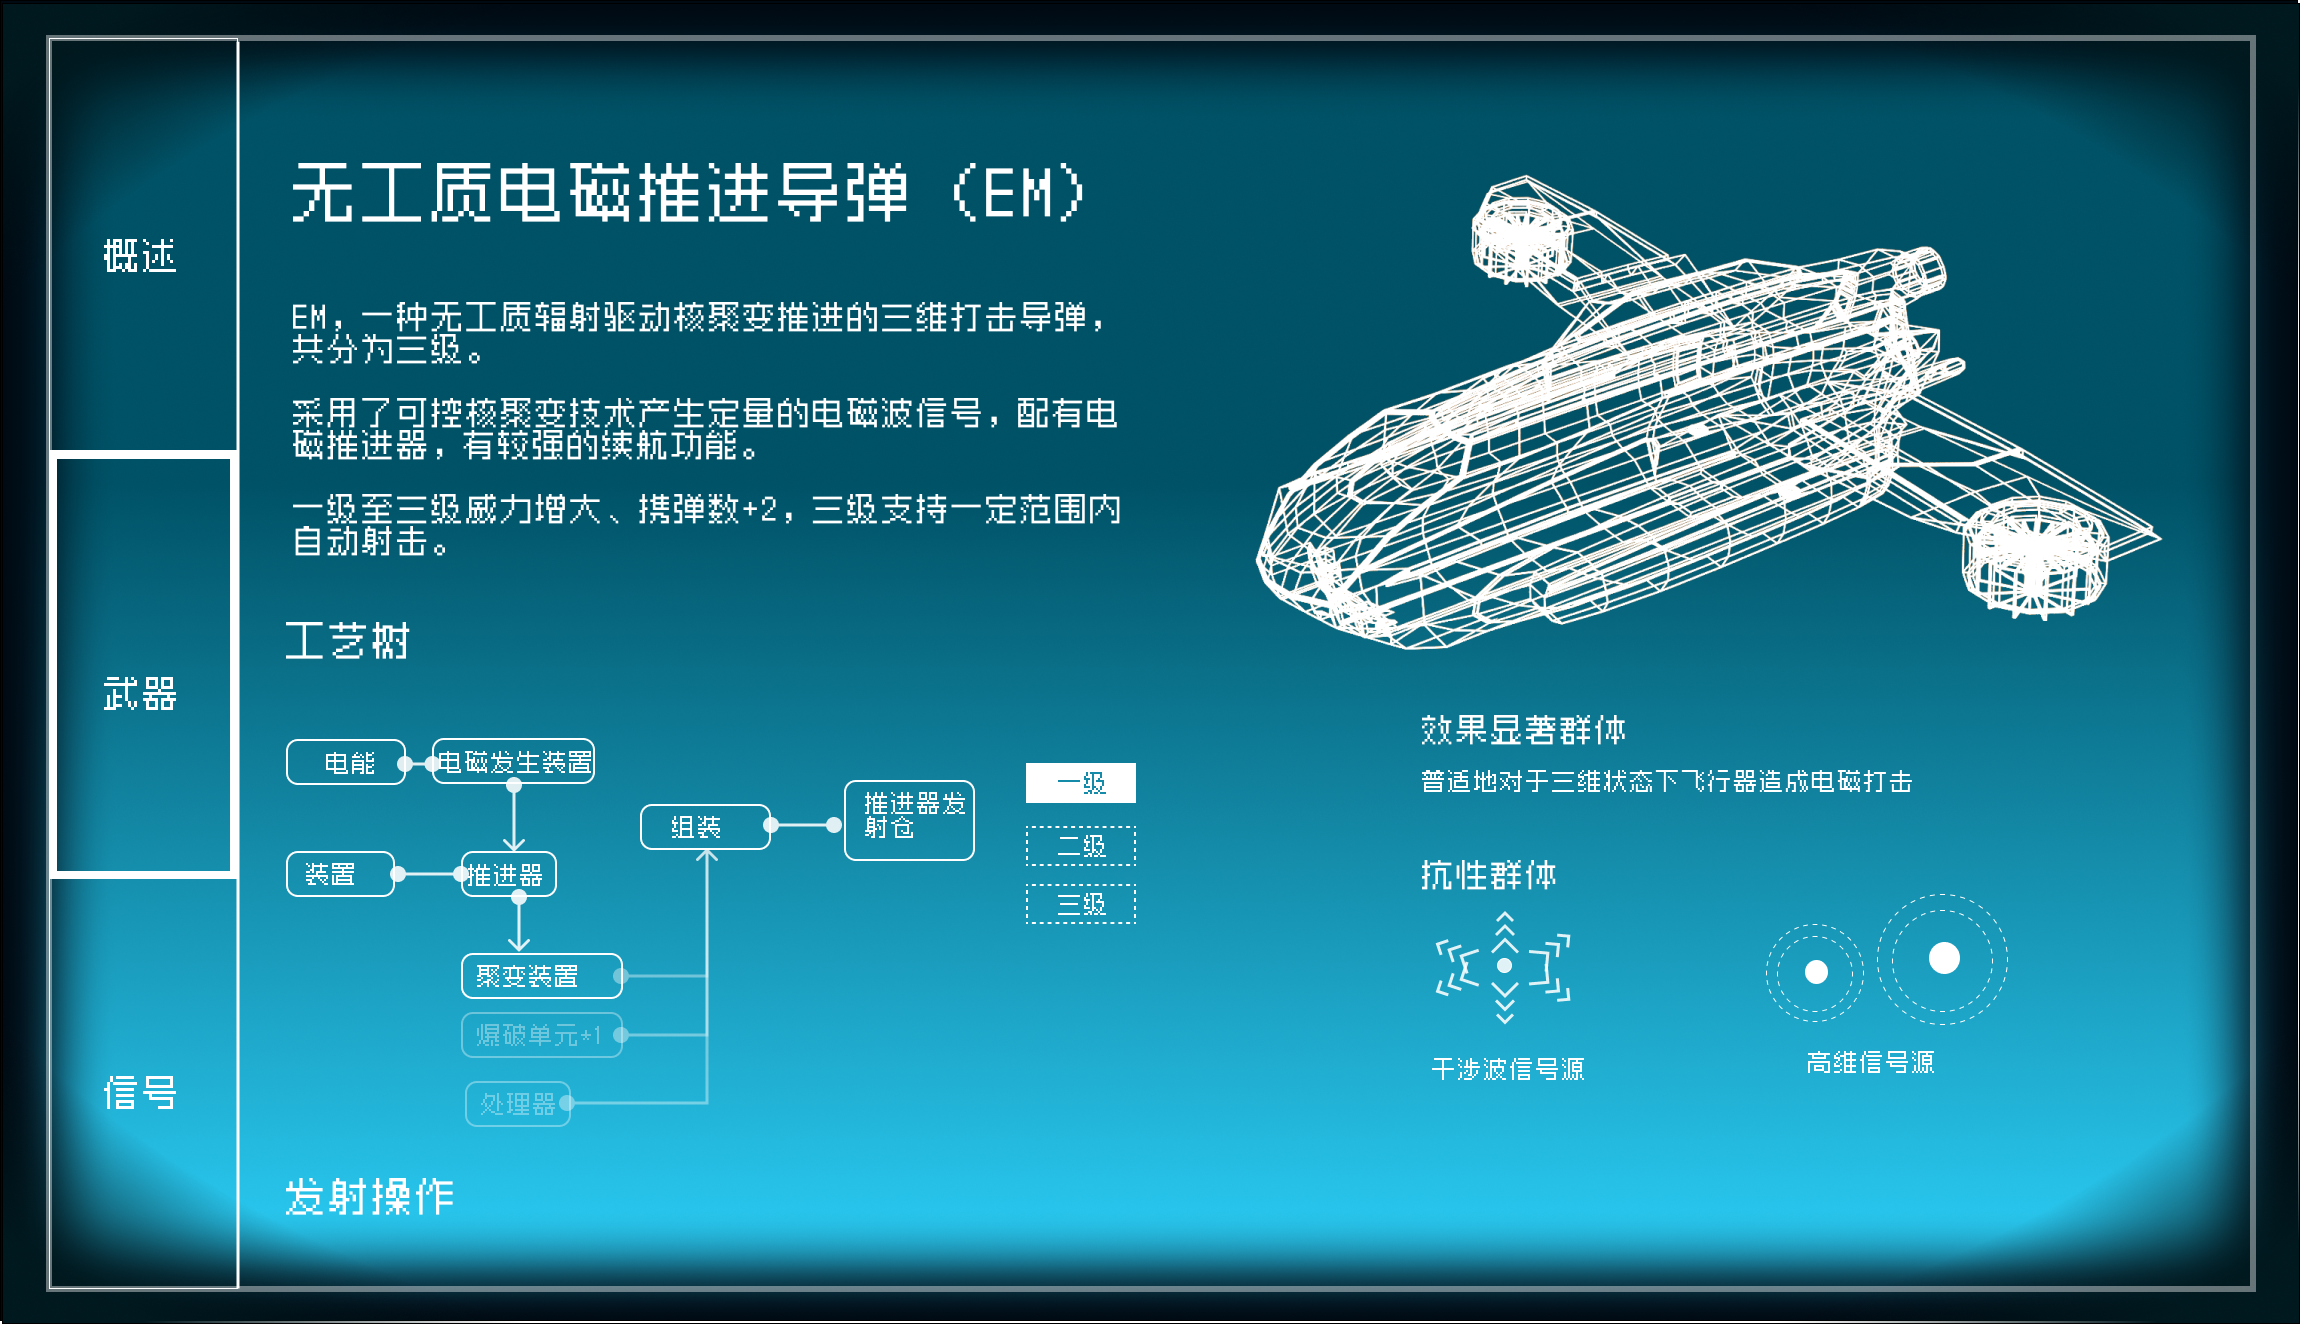 概述
武器
信号
无工质电磁推进导弹（EM）
EM，一种无工质辐射驱动核聚变推进的三维打击导弹，
共分为三级。
采用了可控核聚变技术产生定量的电磁波信号，配有电
磁推进器，有较强的续航功能。
一级至三级威力增大、携弹数+2，三级支持一定范围内
自动射击。
工艺树
电能
电磁发生装置
装置
推进器
聚变装置
爆破单元*1
处理器
组装
推进器发
射仓
一级
二级
三级
发射操作
效果显著群体
普适地对于三维状态下飞行器造成电磁打击
抗性群体
干涉波信号源
高维信号源